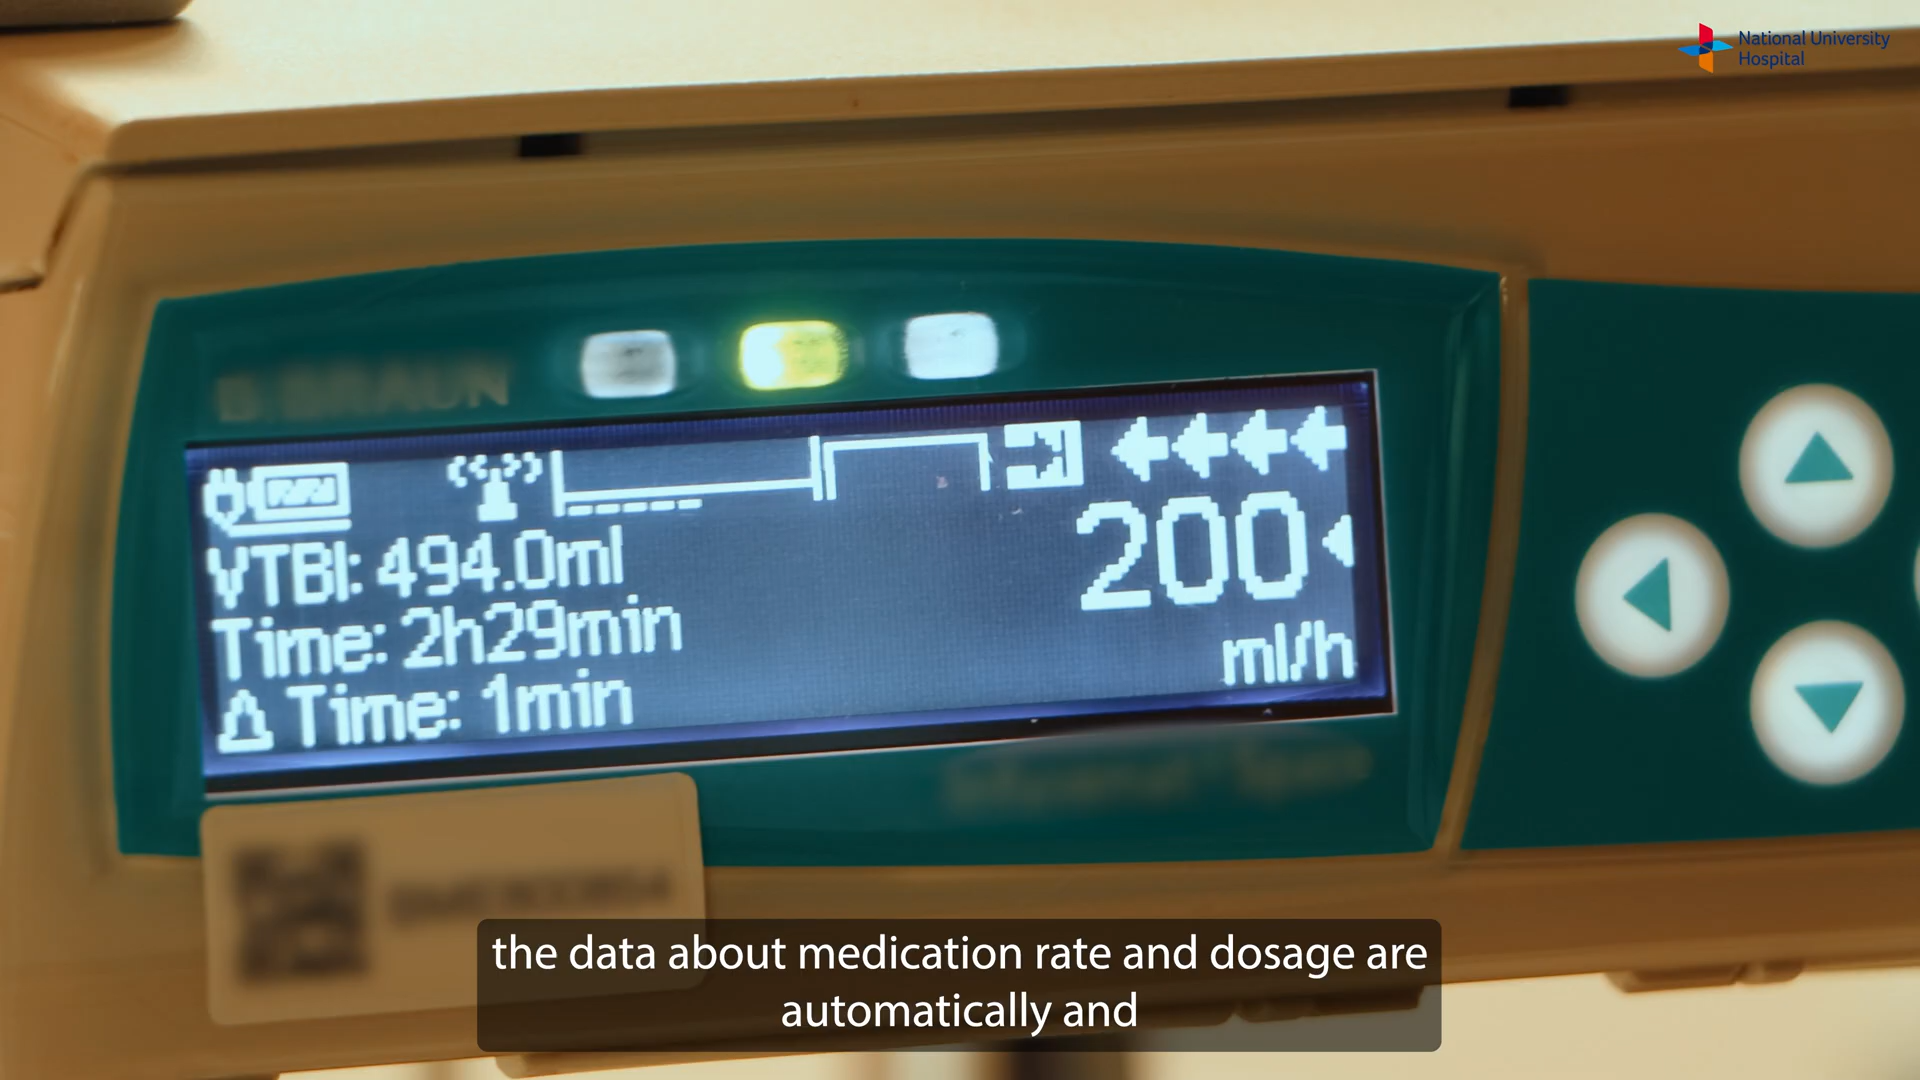 National University
Hospital
B BRAUN
VTBI: 494.0ml
Time: 2h29min
Δ Time: 1min
200
ml/h
the data about medication rate and dosage are
automatically and